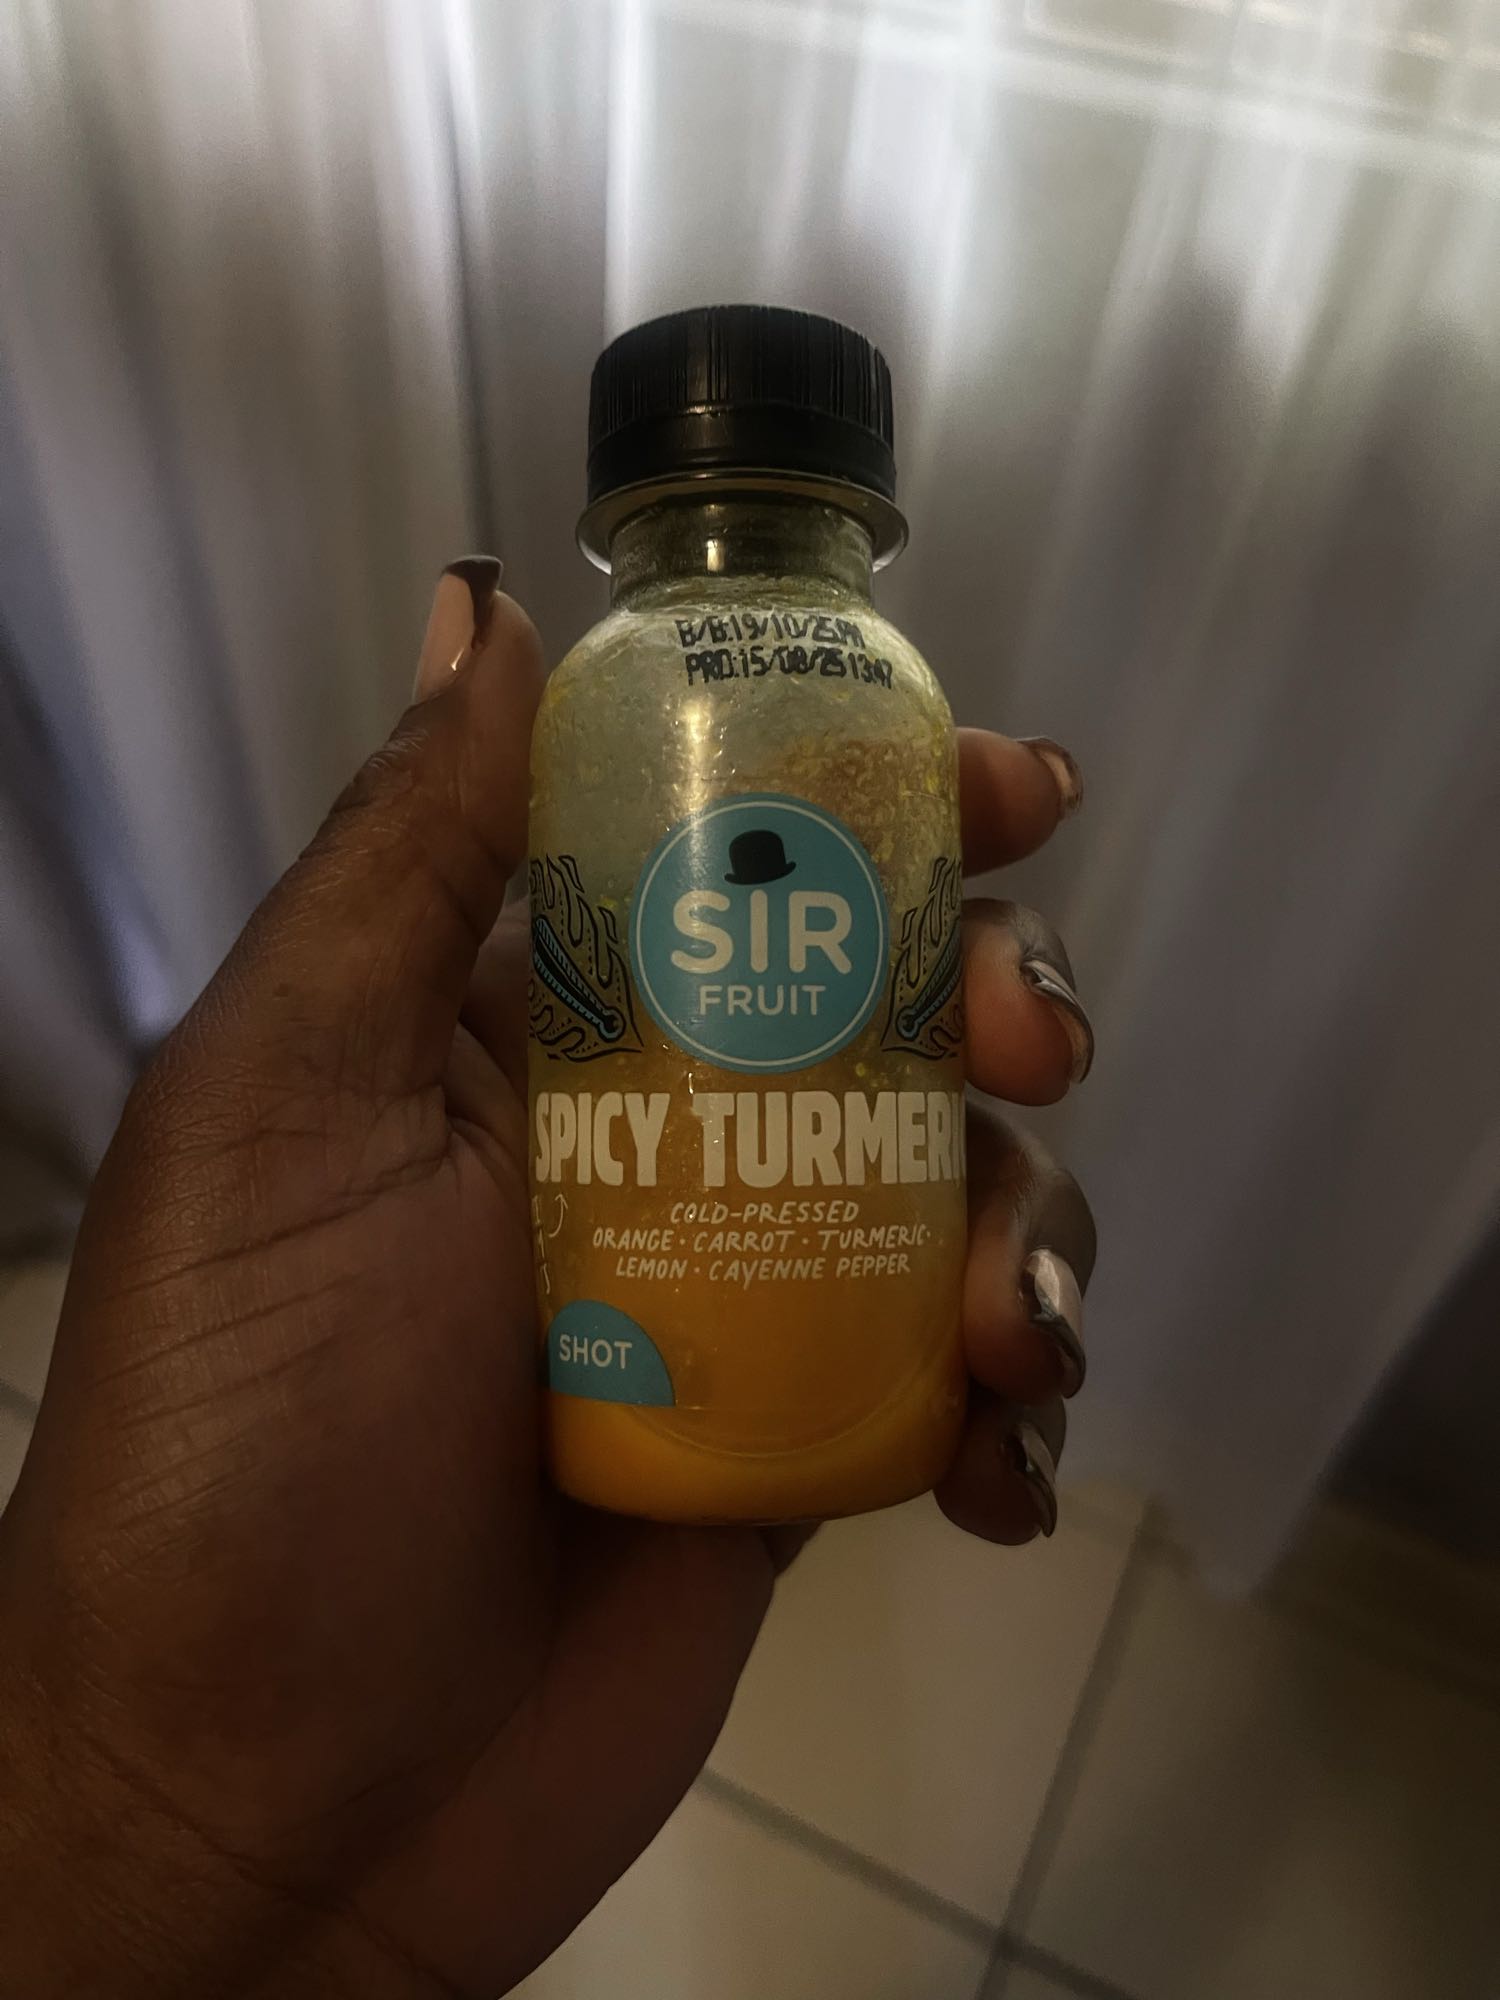 B/B:19/10/25
PRD:15/08/25 13:47
SIR
FRUIT
SPICY TURMERI
COLD-PRESSED
ORANGE · CARROT · TURMERIC ·
LEMON · CAYENNE PEPPER
SHOT